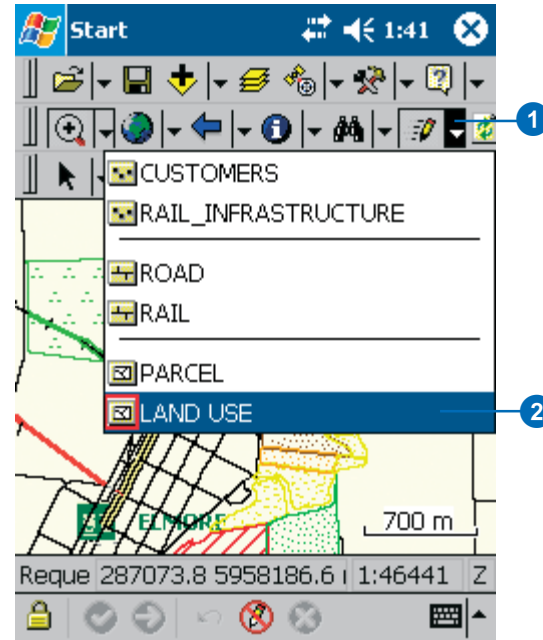 Start 1:41
1
CUSTOMERS
RAIL_INFRASTRUCTURE
ROAD
RAIL
PARCEL
LAND USE
2
ELMORE
700 m
Reque 287073.8 5958186.6 1:46441 Z